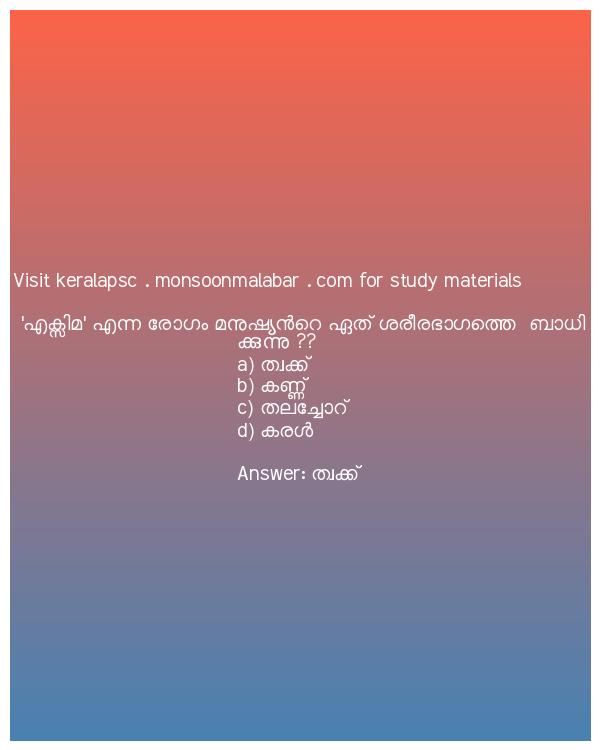 Visit keralapsc . monsoonmalabar . com for study materials
'എക്സിമ' എന്ന രോഗം മനുഷ്യൻറെ ഏത് ശരീരഭാഗത്തെ ബാധി
ക്കുന്നു ??
a) ത്വക്ക്
b) കണ്ണ്
c) തലച്ചോറ്
d) കരൾ
Answer: ത്വക്ക്